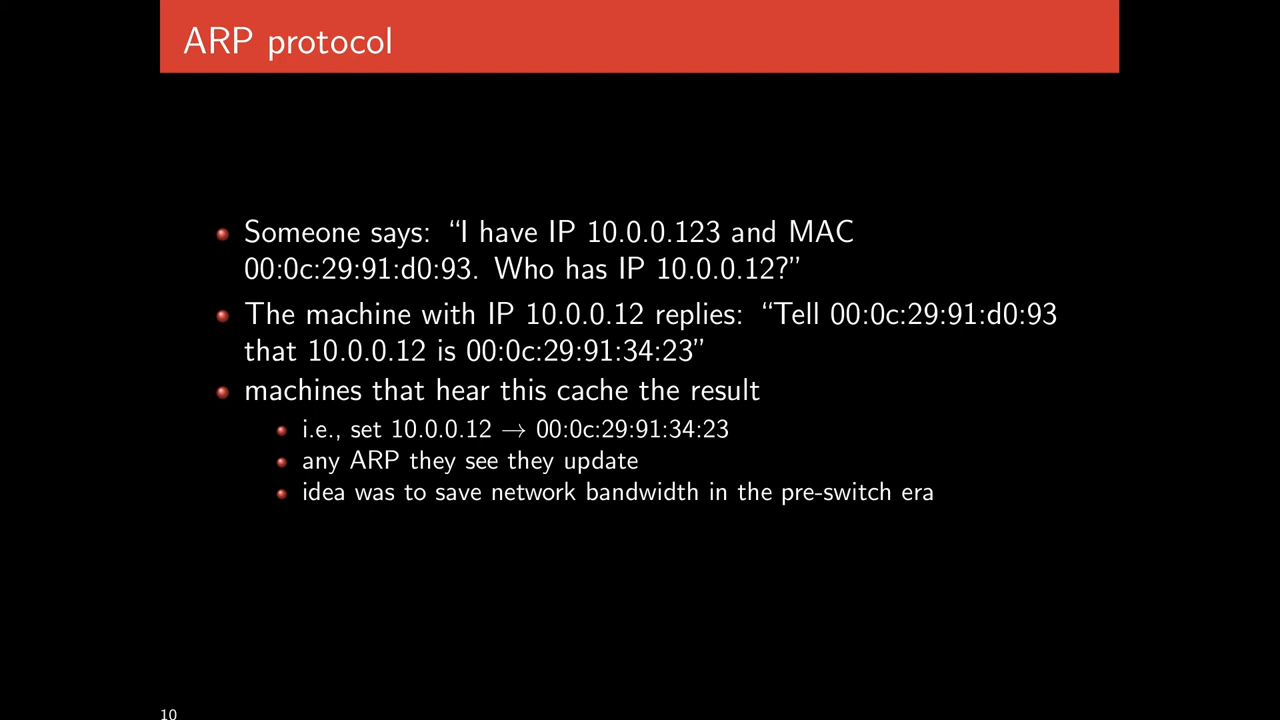 ARP protocol
Someone says: “I have IP 10.0.0.123 and MAC
00:0c:29:91:d0:93. Who has IP 10.0.0.12?”
The machine with IP 10.0.0.12 replies: “Tell 00:0c:29:91:d0:93
that 10.0.0.12 is 00:0c:29:91:34:23”
machines that hear this cache the result
i.e., set 10.0.0.12 → 00:0c:29:91:34:23
any ARP they see they update
idea was to save network bandwidth in the pre-switch era
10